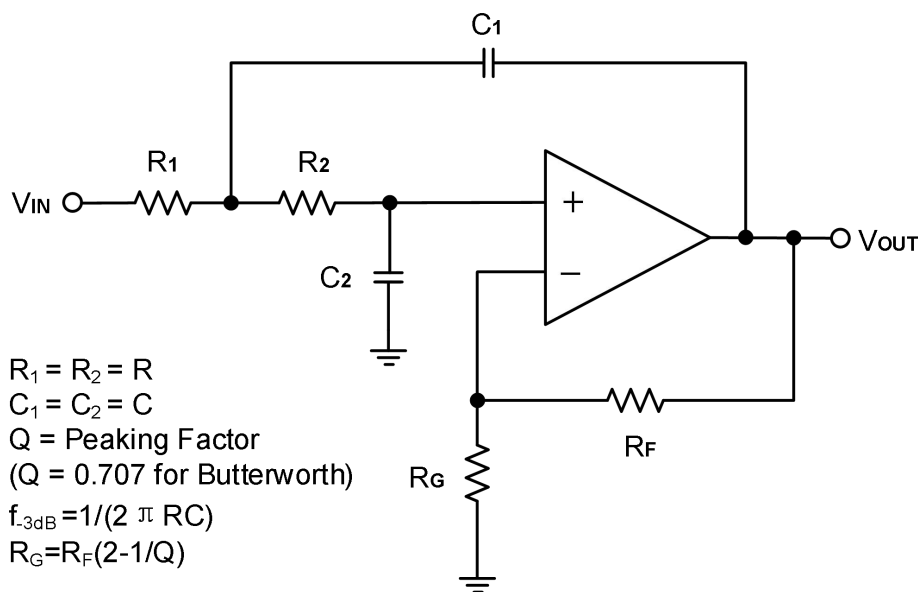 C1
R1
R2
VIN
+
−
VOUT
C2
RF
RG
R1 = R2 = R
C1 = C2 = C
Q = Peaking Factor
(Q = 0.707 for Butterworth)
f-3dB =1/(2 π RC)
RG=RF(2-1/Q)